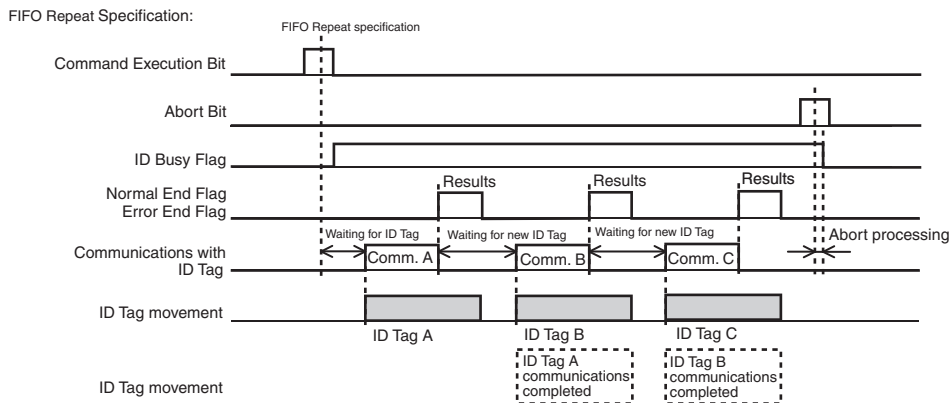 FIFO Repeat Specification:
FIFO Repeat specification
Command Execution Bit
Abort Bit
ID Busy Flag
Normal End Flag
Error End Flag
Results
Results
Results
Waiting for ID Tag
Waiting for new ID Tag
Waiting for new ID Tag
Abort processing
Communications with
ID Tag
Comm. A
Comm. B
Comm. C
ID Tag movement
ID Tag A
ID Tag B
ID Tag C
ID Tag movement
ID Tag A
communications
completed
ID Tag B
communications
completed